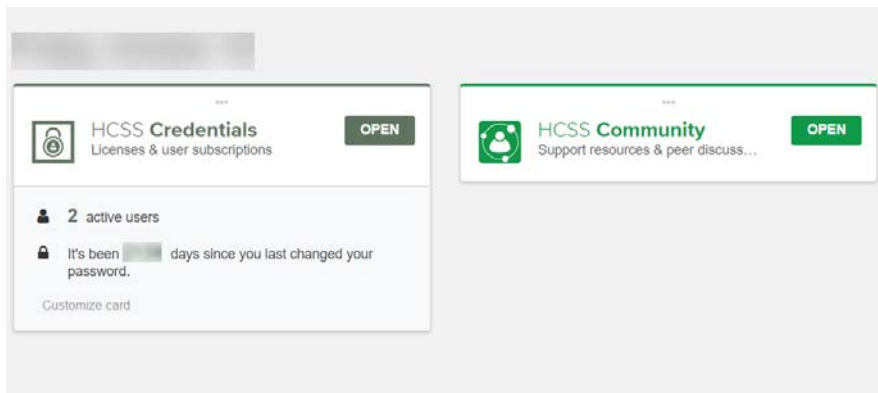 HCSS Credentials
Licenses & user subscriptions
OPEN
2 active users
It's been days since you last changed your
password.
Customize card
HCSS Community
Support resources & peer discuss...
OPEN